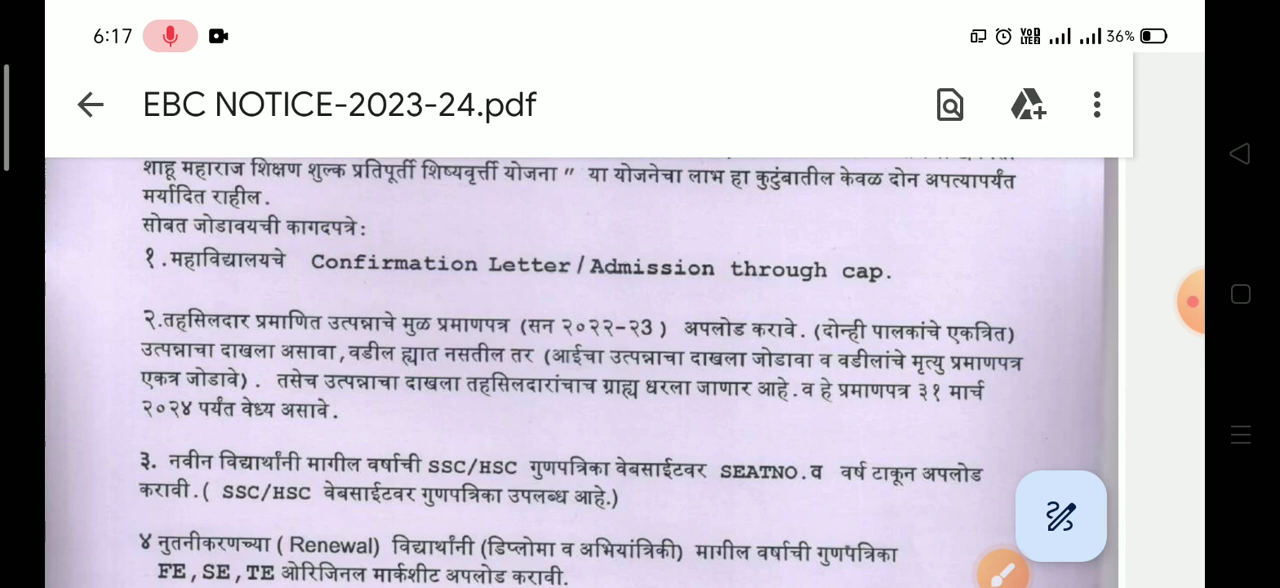 6:17
VoD LTE2 36%
EBC NOTICE-2023-24.pdf
शाहू महाराज शिक्षण शुल्क प्रतिपूर्ती शिष्यवृत्ती योजना " या योजनेचा लाभ हा कुटुंबातील केवळ दोन अपत्यापर्यंत
मर्यादित राहील.
सोबत जोडावयची कागदपत्रे:
१.महाविद्यालयचे Confirmation Letter/Admission through cap.
२.तहसिलदार प्रमाणित उत्पन्नाचे मुळ प्रमाणपत्र (सन २०२२-२3) अपलोड करावे. (दोन्ही पालकांचे एकत्रित)
उत्पन्नाचा दाखला असावा,वडील ह्यात नसतील तर (आईचा उत्पन्नाचा दाखला जोडावा व वडीलांचे मृत्यु प्रमाणपत्र
एकत्र जोडावे). तसेच उत्पन्नाचा दाखला तहसिलदारांचाच ग्राह्य धरला जाणार आहे.व हे प्रमाणपत्र ३१ मार्च
२०२४ पर्यंत वेध्य असावे.
३. नवीन विद्यार्थांनी मागील वर्षाची SSC/HSC गुणपत्रिका वेबसाईटवर SEATNO.व वर्ष टाकून अपलोड
करावी.( SSC/HSC वेबसाईटवर गुणपत्रिका उपलब्ध आहे.)
४ नुतनीकरणच्या ( Renewal) विद्यार्थांनी (डिप्लोमा व अभियांत्रिकी) मागील वर्षाची गुणपत्रिका
FE,SE,TE ओरिजिनल मार्कशीट अपलोड करावी.